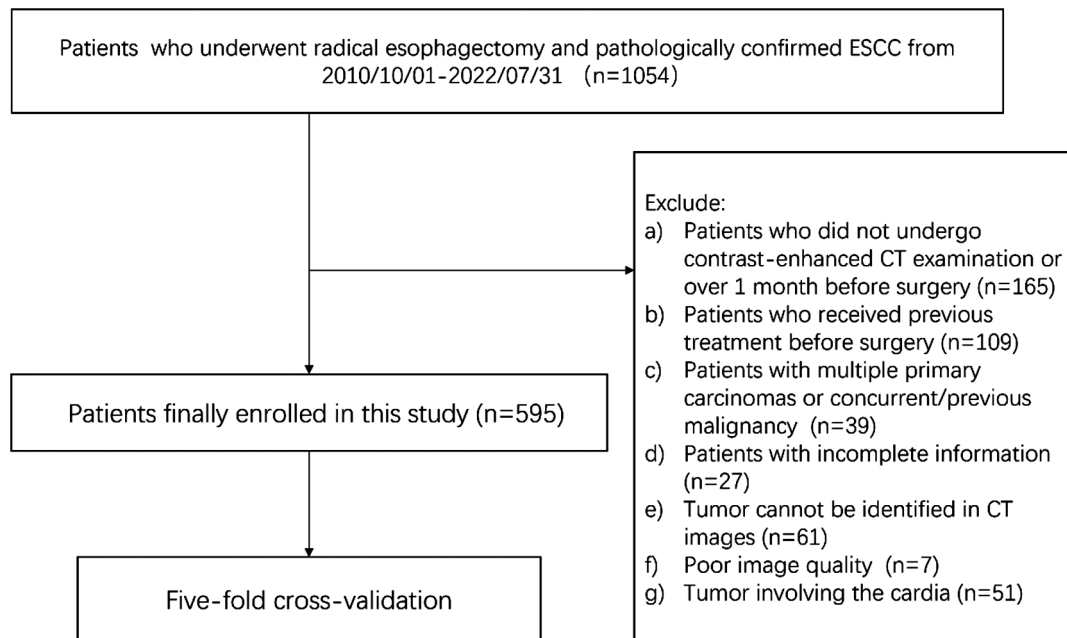 Patients who underwent radical esophagectomy and pathologically confirmed ESCC from
2010/10/01-2022/07/31 (n=1054)
Exclude:
a) Patients who did not undergo
contrast-enhanced CT examination or
over 1 month before surgery (n=165)
b) Patients who received previous
treatment before surgery (n=109)
c) Patients with multiple primary
carcinomas or concurrent/previous
malignancy (n=39)
d) Patients with incomplete information
(n=27)
e) Tumor cannot be identified in CT
images (n=61)
f) Poor image quality (n=7)
g) Tumor involving the cardia (n=51)
Patients finally enrolled in this study (n=595)
Five-fold cross-validation